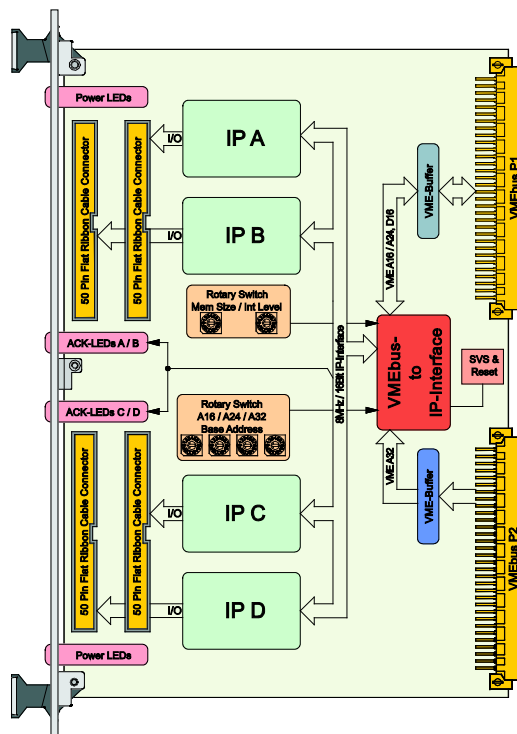 Power LEDs
50 Pin Flat Ribbon Cable Connector
50 Pin Flat Ribbon Cable Connector
I/O
IP A
I/O
IP B
Rotary Switch
Mem Size / Int Level
ACK-LEDs A / B
ACK-LEDs C / D
Rotary Switch
A16 / A24 / A32
Base Address
8MHz / 16Bit IP-Interface
VME A16 / A24, D16
VME-Buffer
VMEbus P1
VMEbus-
to
IP-Interface
SVS &
Reset
VME A32
VME-Buffer
VMEbus P2
50 Pin Flat Ribbon Cable Connector
50 Pin Flat Ribbon Cable Connector
I/O
IP C
I/O
IP D
Power LEDs